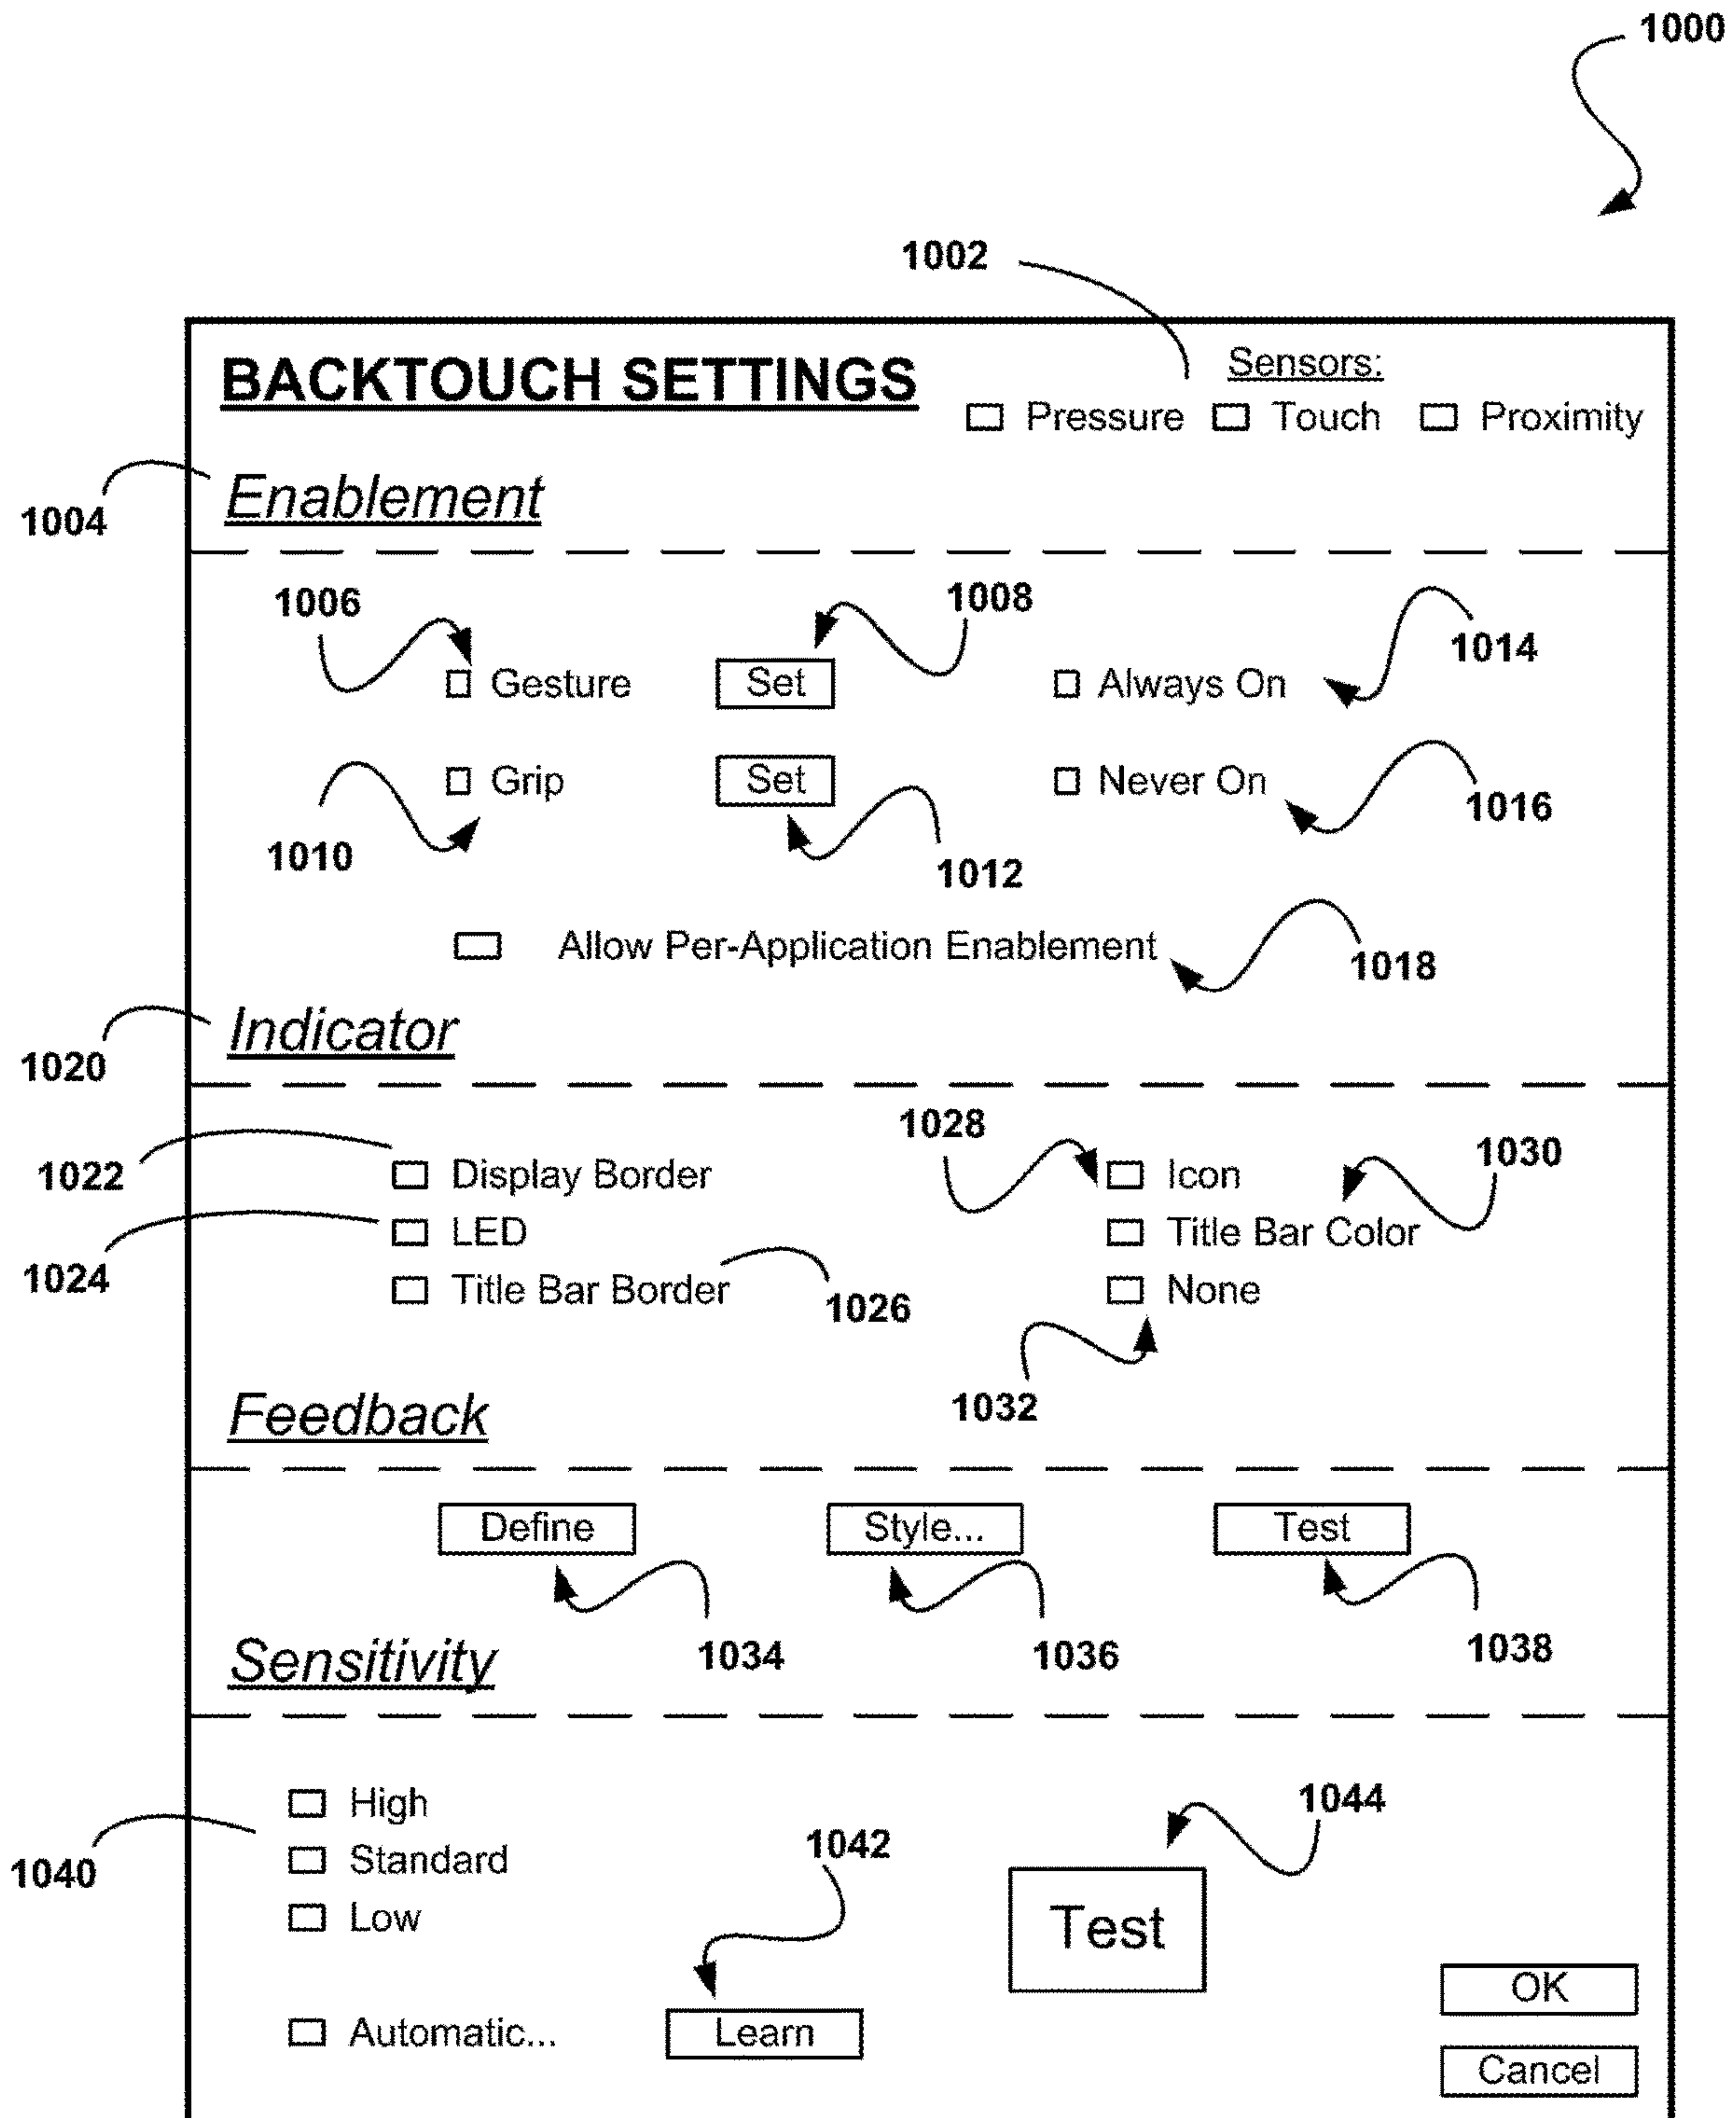 1000
1002
BACKTOUCH SETTINGS
Sensors:
Pressure Touch Proximity
1004
Enablement
1006
1008
1014
Gesture Set Always On
Grip Set Never On
1010
1012
1016
Allow Per-Application Enablement
1018
Indicator
1020
1028
1030
1022
Display Border Icon
LED Title Bar Color
1024
Title Bar Border None
1026
1032
Feedback
Define Style... Test
1034
1036
1038
Sensitivity
High
1044
1042
Standard
1040
Low
Test
OK
Automatic... Learn
Cancel